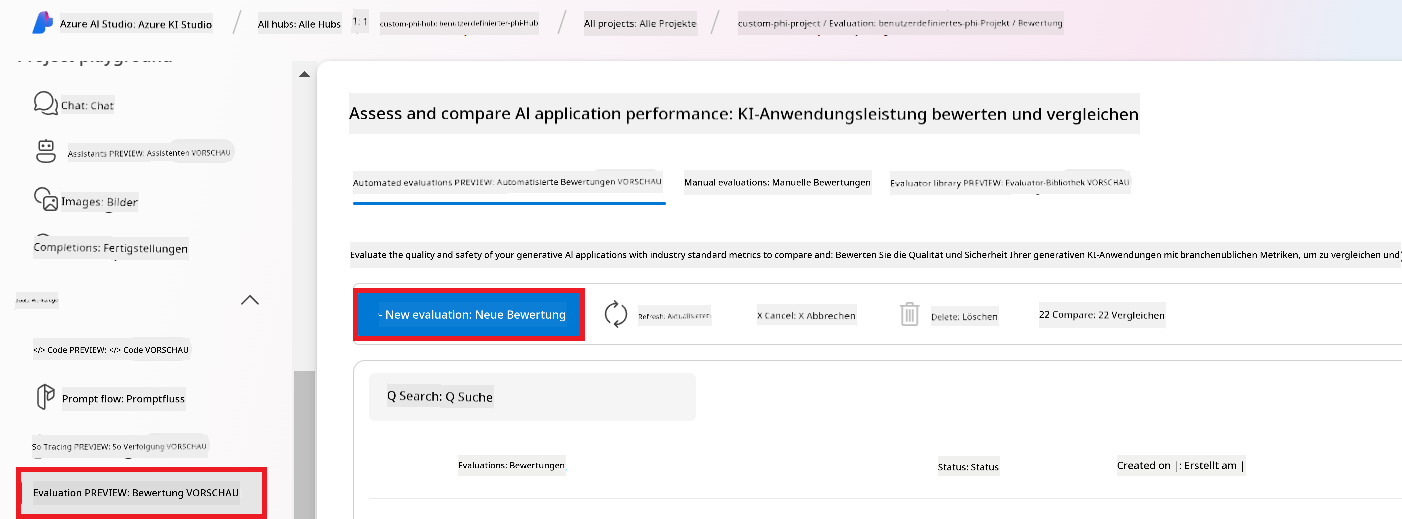 Azure AI Studio: Azure KI Studio / All hubs: Alle Hubs 1: 1 custom-phi-hub: benutzerdefinierter-phi-Hub / All projects: Alle Projekte / custom-phi-project / Evaluation: benutzerdefiniertes-phi-Projekt / Bewertung
Project playground
Chat: Chat
Assistants PREVIEW: Assistenten VORSCHAU
Images: Bilder
Completions: Fertigstellungen
Tools: Werkzeuge
</> Code PREVIEW: </> Code VORSCHAU
Prompt flow: Promptfluss
So Tracing PREVIEW: So Verfolgung VORSCHAU
Evaluation PREVIEW: Bewertung VORSCHAU
Assess and compare AI application performance: KI-Anwendungsleistung bewerten und vergleichen
Automated evaluations PREVIEW: Automatisierte Bewertungen VORSCHAU
Manual evaluations: Manuelle Bewertungen
Evaluator library PREVIEW: Evaluator-Bibliothek VORSCHAU
Evaluate the quality and safety of your generative AI applications with industry standard metrics to compare and: Bewerten Sie die Qualität und Sicherheit Ihrer generativen KI-Anwendungen mit branchenüblichen Metriken, um zu vergleichen und
- New evaluation: Neue Bewertung
Refresh: Aktualisieren
X Cancel: X Abbrechen
Delete: Löschen
22 Compare: 22 Vergleichen
Q Search: Q Suche
Evaluations: Bewertungen
Status: Status
Created on |: Erstellt am |